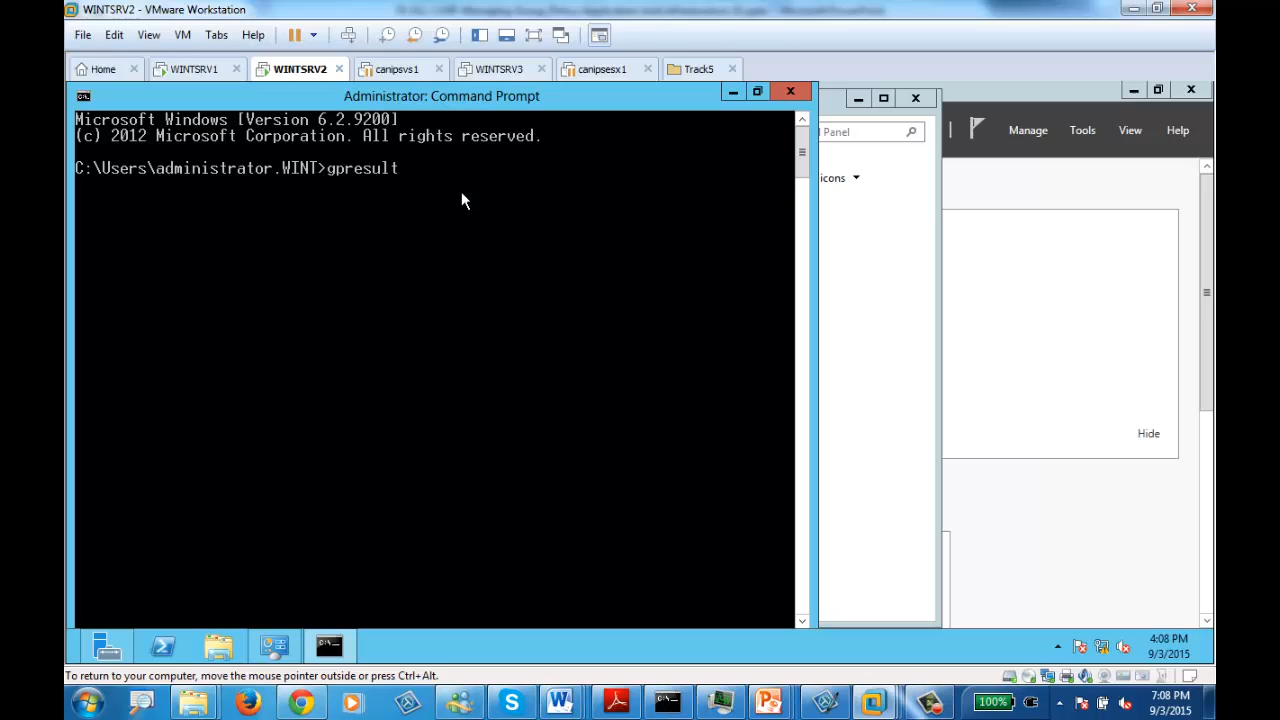 WINTSRV2 - VMware Workstation
File Edit View VM Tabs Help
Home WINTSRV1 WINTSRV2 canipsvs1 WINTSRV3 canipsesx1 Track5
Administrator: Command Prompt
Microsoft Windows [Version 6.2.9200]
(c) 2012 Microsoft Corporation. All rights reserved.
C:\Users\administrator.WINT>gpresult
Panel
icons
Manage Tools View Help
Hide
4:08 PM
9/3/2015
To return to your computer, move the mouse pointer outside or press Ctrl+Alt.
100%
7:08 PM
9/3/2015